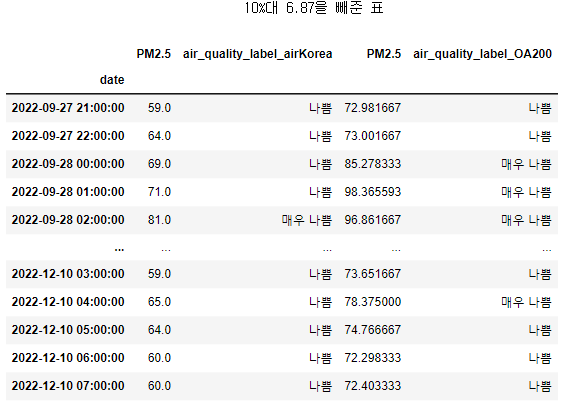 10%대 6.87을 빼준 표
PM2.5 air_quality_label_airKorea PM2.5 air_quality_label_OA200
date
2022-09-27 21:00:00 59.0 나쁨 72.981667 나쁨
2022-09-27 22:00:00 64.0 나쁨 73.001667 나쁨
2022-09-28 00:00:00 69.0 나쁨 85.278333 매우 나쁨
2022-09-28 01:00:00 71.0 나쁨 98.365593 매우 나쁨
2022-09-28 02:00:00 81.0 매우 나쁨 96.861667 매우 나쁨
... ... ... ... ...
2022-12-10 03:00:00 59.0 나쁨 73.651667 나쁨
2022-12-10 04:00:00 65.0 나쁨 78.375000 매우 나쁨
2022-12-10 05:00:00 64.0 나쁨 74.766667 나쁨
2022-12-10 06:00:00 60.0 나쁨 72.298333 나쁨
2022-12-10 07:00:00 60.0 나쁨 72.403333 나쁨